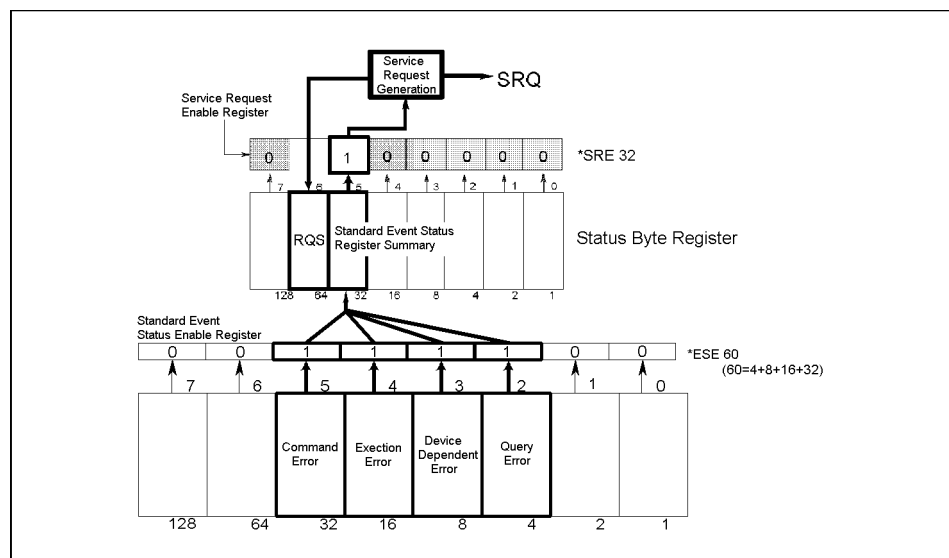 Service
Request
Generation
SRQ
Service Request
Enable Register
0 1 0 0 0 0 0
*SRE 32
7 6 5 4 3 2 1 0
RQS
Standard Event Status
Register Summary
Status Byte Register
128 64 32 16 8 4 2 1
Standard Event
Status Enable Register
0 0 1 1 1 1 0 0
*ESE 60
(60=4+8+16+32)
7 6 5 4 3 2 1 0
Command
Error
Exection
Error
Device
Dependent
Error
Query
Error
128 64 32 16 8 4 2 1